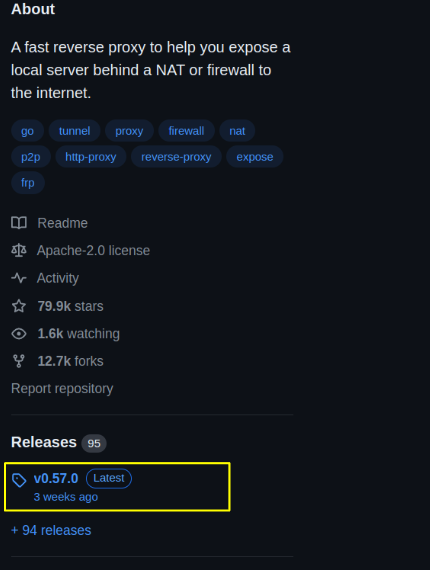 About
A fast reverse proxy to help you expose a
local server behind a NAT or firewall to
the internet.
go tunnel proxy firewall nat
p2p http-proxy reverse-proxy expose
frp
Readme
Apache-2.0 license
Activity
79.9k stars
1.6k watching
12.7k forks
Report repository
Releases 95
v0.57.0 Latest
3 weeks ago
+ 94 releases